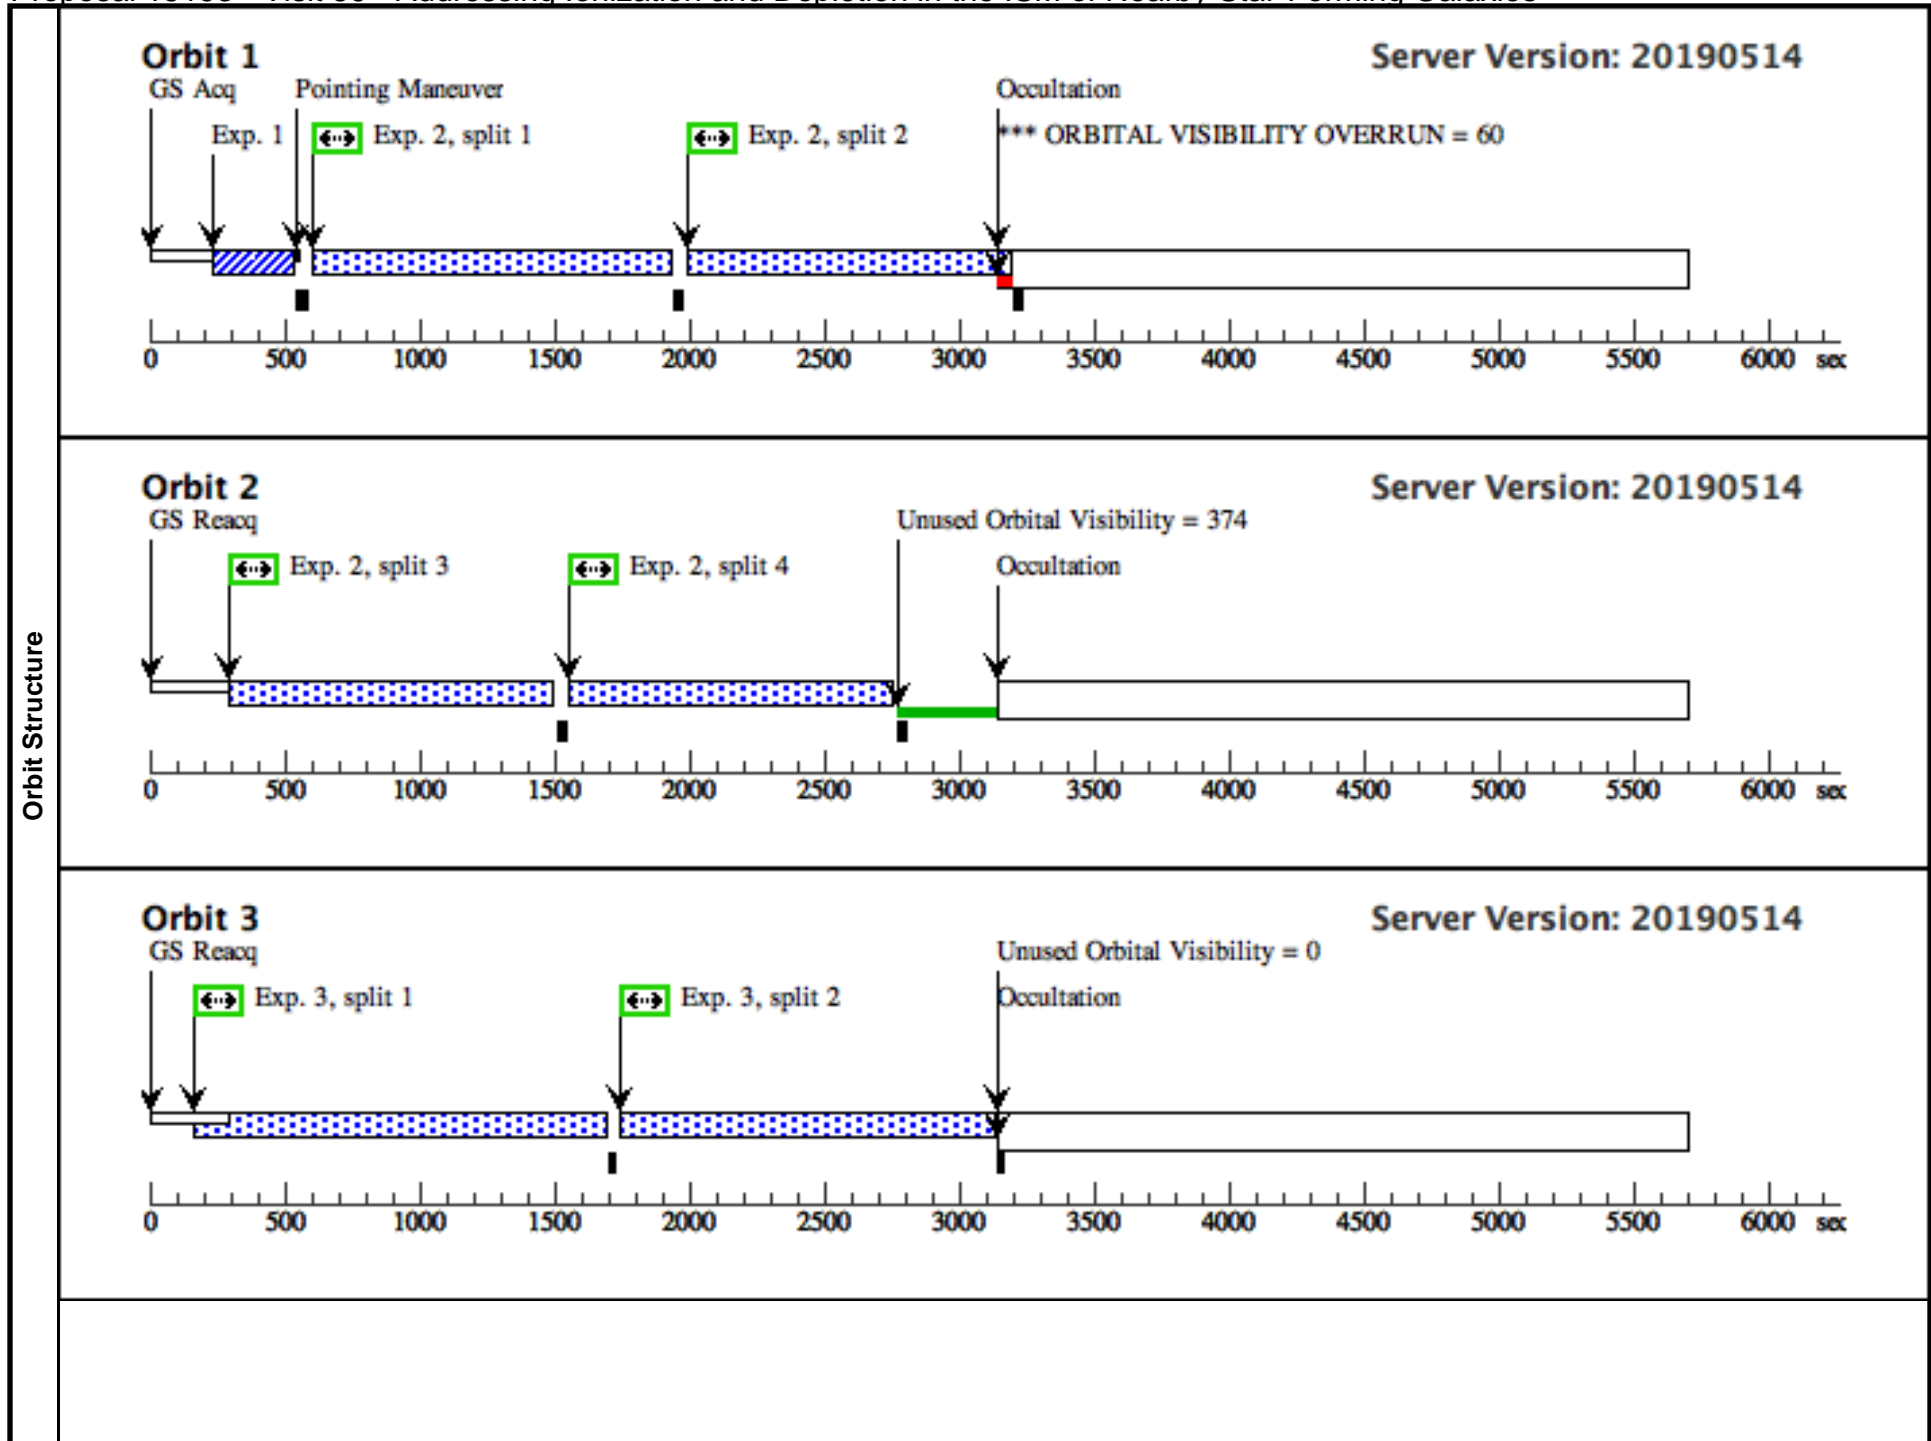 Orbit Structure
Orbit 1
Server Version: 20190514
GS Acq
Pointing Maneuver
Occultation
Exp. 1
Exp. 2, split 1
Exp. 2, split 2
*** ORBITAL VISIBILITY OVERRUN = 60
0 500 1000 1500 2000 2500 3000 3500 4000 4500 5000 5500 6000 sec
Orbit 2
Server Version: 20190514
GS Reacq
Unused Orbital Visibility = 374
Exp. 2, split 3
Exp. 2, split 4
Occultation
0 500 1000 1500 2000 2500 3000 3500 4000 4500 5000 5500 6000 sec
Orbit 3
Server Version: 20190514
GS Reacq
Unused Orbital Visibility = 0
Exp. 3, split 1
Exp. 3, split 2
Occultation
0 500 1000 1500 2000 2500 3000 3500 4000 4500 5000 5500 6000 sec